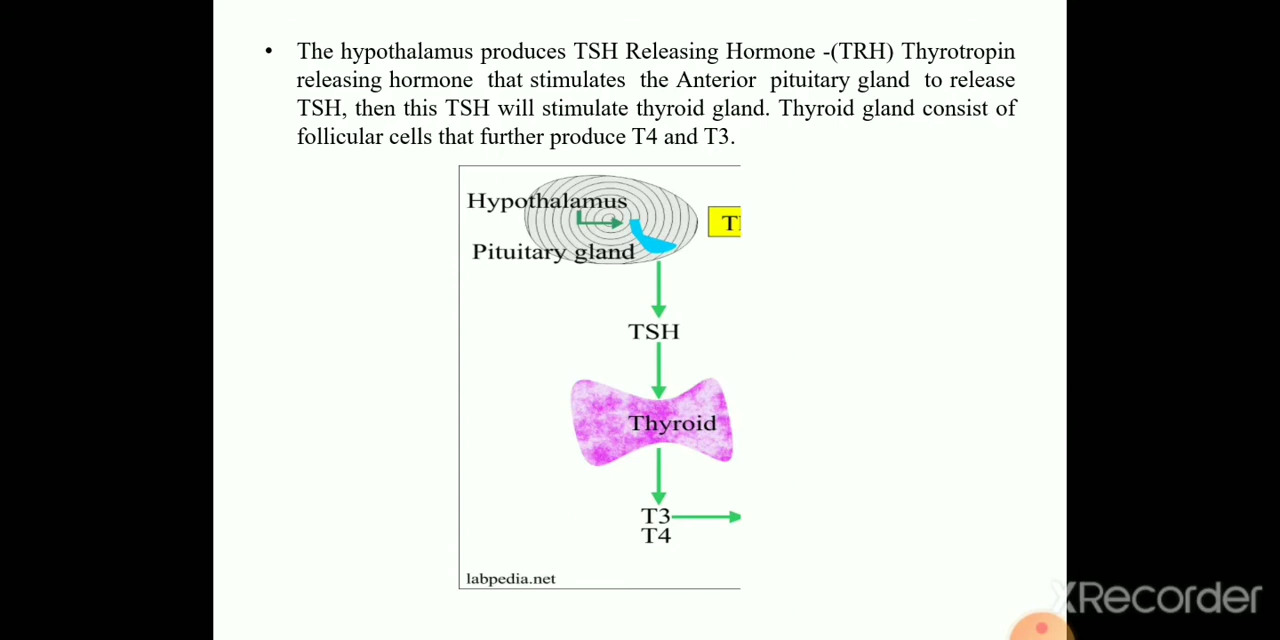 • The hypothalamus produces TSH Releasing Hormone -(TRH) Thyrotropin
releasing hormone that stimulates the Anterior pituitary gland to release
TSH, then this TSH will stimulate thyroid gland. Thyroid gland consist of
follicular cells that further produce T4 and T3.
Hypothalamus
Pituitary gland
TSH
Thyroid
T3
T4
labpedia.net
XRecorder